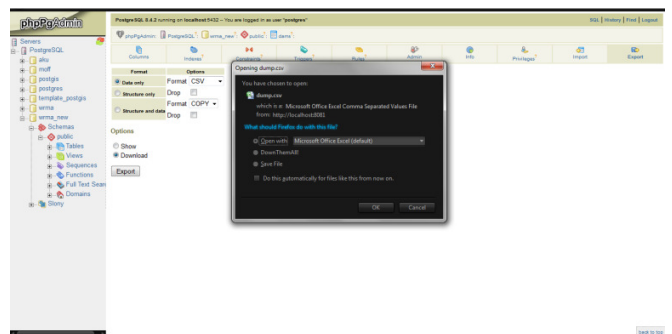 phpPgAdmin
PostgreSQL 8.4.2 running on localhost:5432 -- You are logged in as user "postgres"
SQL | History | Find | Logout
phpPgAdmin: PostgreSQL: wrma_new: public: dams:
Servers
PostgreSQL
moff
postgis
postgres
template_postgis
wrma
wrma_new
Schemas
public
Tables
Views
Sequences
Functions
Full Text Sear
Domains
Slony
Columns
Indexes
Constraints
Triggers
Rules
Admin
Info
Privileges
Import
Export
Format Options
Data only Format CSV
Structure only Drop
Structure and data Format COPY
Drop
Options
Show
Download
Export
Opening dump.csv
You have chosen to open:
dump.csv
which is a: Microsoft Office Excel Comma Separated Values File
from: http://localhost:8081
What should Firefox do with this file?
Open with Microsoft Office Excel (default)
DownThemAll!
Save File
Do this automatically for files like this from now on.
OK Cancel
back to top